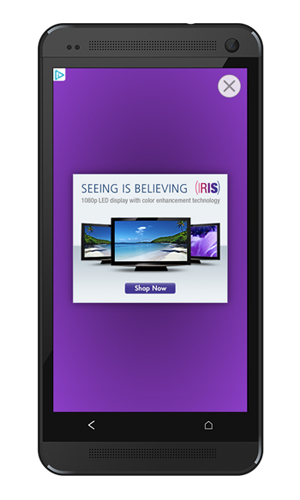 SEEING IS BELIEVING (IRIS)
1080p LED display with color enhancement technology
Shop Now